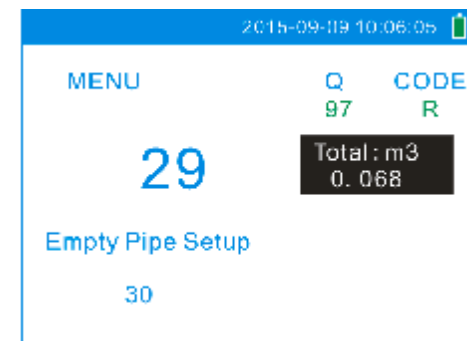 2015-09-09 10:06:05
MENU
Q CODE
97 R
29
Total: m3
0. 068
Empty Pipe Setup
30